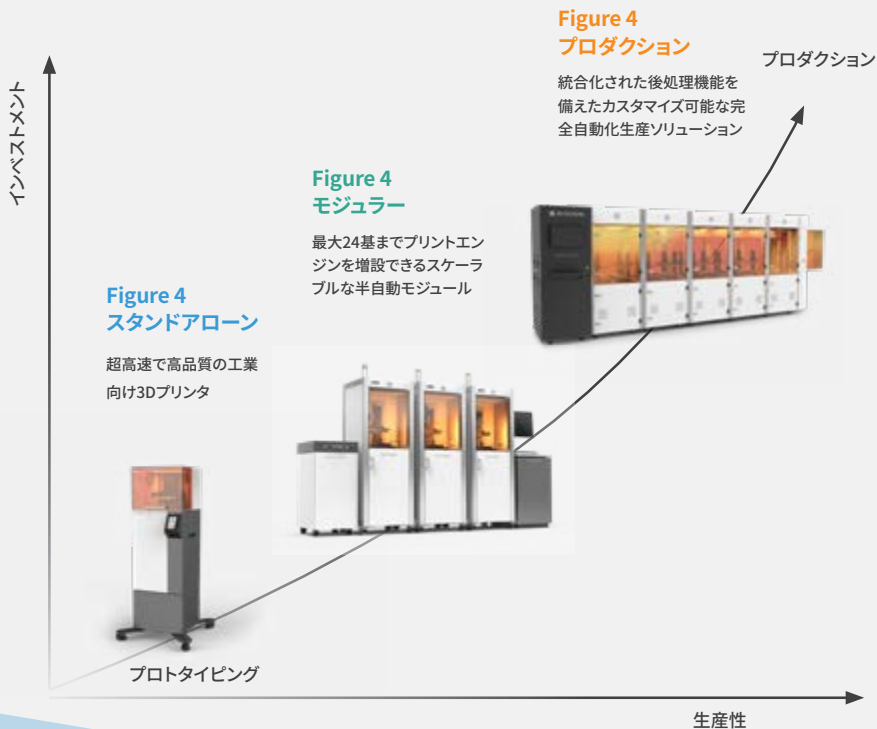 Figure 4
プロダクション
統合化された後処理機能を
備えたカスタマイズ可能な完
全自動化生産ソリューション
プロダクション
インベストメント
Figure 4
モジュラー
最大24基までプリントエン
ジンを増設できるスケーラ
ブルな半自動モジュール
Figure 4
スタンドアローン
超高速で高品質の工業
向け3Dプリンタ
プロトタイピング
生産性